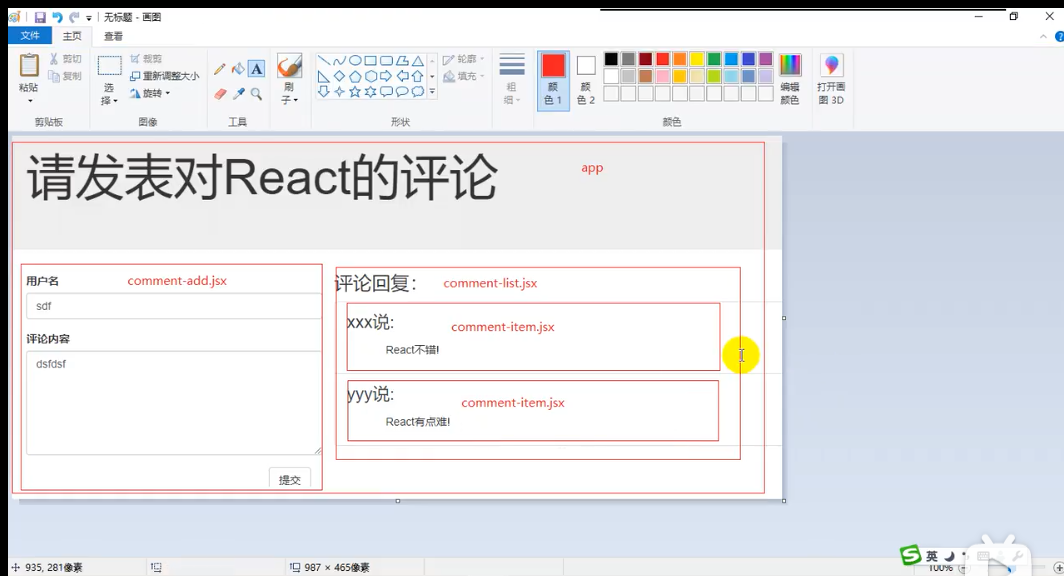 无标题 - 画图
文件 主页 查看
粘贴
剪切
复制
剪贴板
选择
裁剪
重新调整大小
旋转
图像
A
工具
刷子
形状
轮廓
填充
粗细
颜色 1
颜色 2
颜色
编辑颜色
打开画图 3D
请发表对React的评论
app
用户名
comment-add.jsx
sdf
评论内容
dsfdsf
提交
评论回复：
comment-list.jsx
xxx说:
comment-item.jsx
React不错!
yyy说:
comment-item.jsx
React有点难!
英
935, 281像素
987 × 465像素
100%